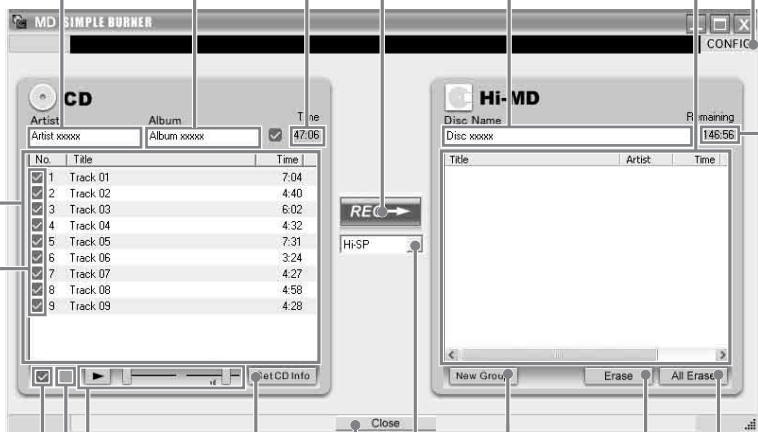 MD SIMPLE BURNER
CONFIG
CD
Artist Album Time
Artist xxxxx Album xxxxx 47:06
No. Title Time
1 Track 01 7:04
2 Track 02 4:40
3 Track 03 6:02
4 Track 04 4:32
5 Track 05 7:31
6 Track 06 3:24
7 Track 07 4:27
8 Track 08 4:58
9 Track 09 4:28
Get CD Info
REC
Hi-SP
Hi-MD
Disc Name Remaining
Disc xxxxx 146:56
Title Artist Time
New Group Erase All Erase
Close